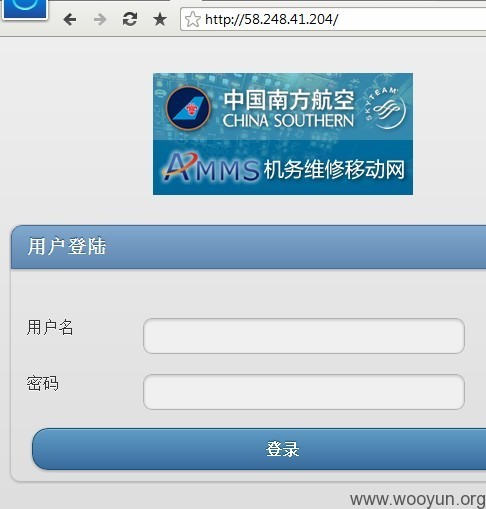 http://58.248.41.204/
中国南方航空
CHINA SOUTHERN
SKYTEAM
AMMS 机务维修移动网
用户登陆
用户名
密码
登录
www.wooyun.org